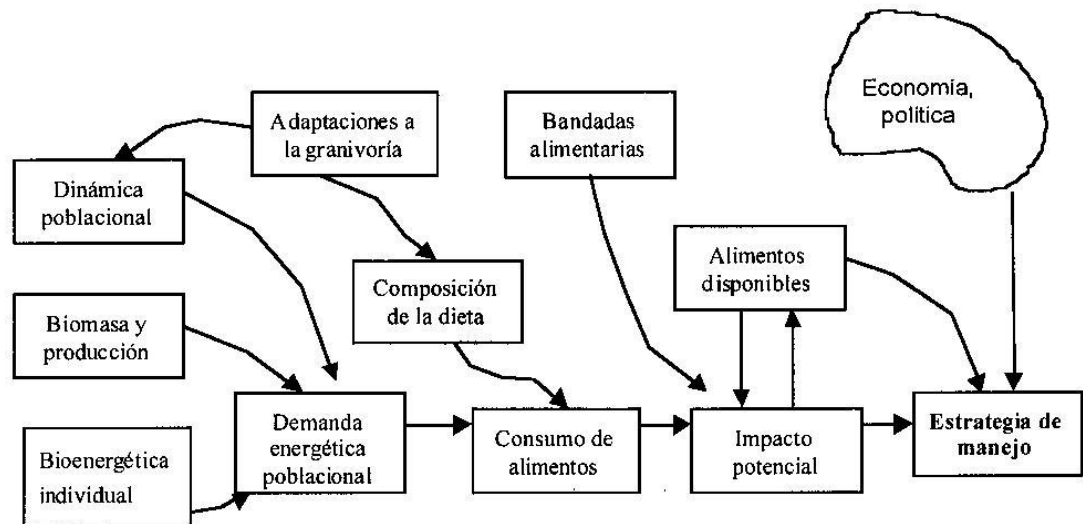 Economía,
política
Adaptaciones a
la granivoría
Bandadas
alimentarias
Dinámica
poblacional
Alimentos
disponibles
Composición
de la dieta
Biomasa y
producción
Demanda
energética
poblacional
Consumo de
alimentos
Impacto
potencial
Estrategia de
manejo
Bioenergética
individual